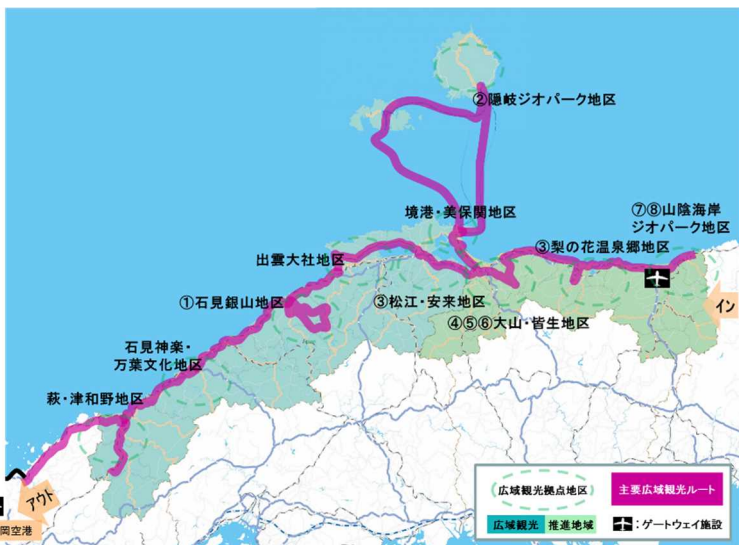 ②隠岐ジオパーク地区
境港・美保関地区
⑦⑧山陰海岸
ジオパーク地区
③梨の花温泉郷地区
出雲大社地区
イン
①石見銀山地区
③松江・安来地区
④⑤⑥大山・皆生地区
石見神楽・
万葉文化地区
萩・津和野地区
アウト
岡空港
広域観光拠点地区
主要広域観光ルート
広域観光 推進地域
:ゲートウェイ施設